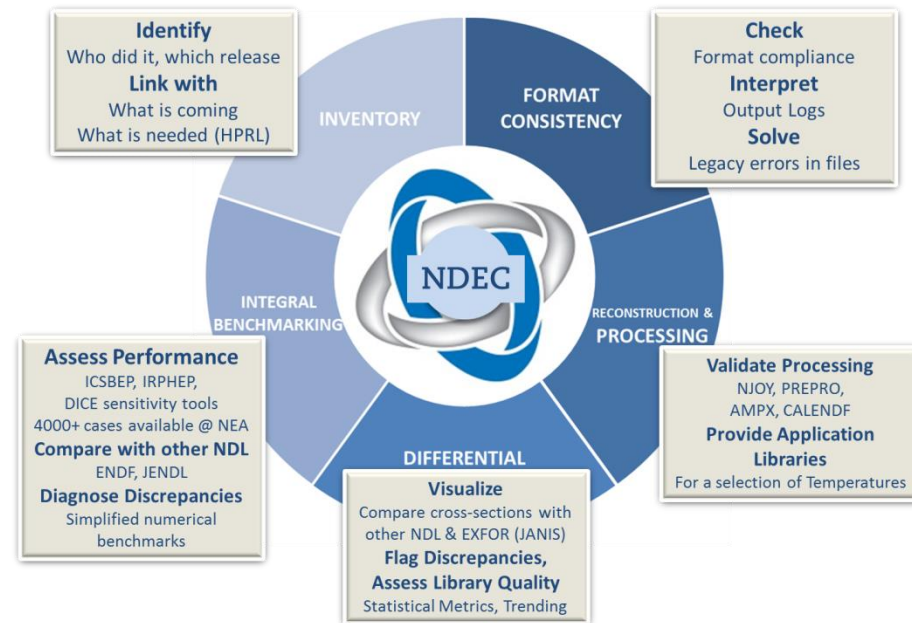 Identify
Who did it, which release
Link with
What is coming
What is needed (HPRL)
INVENTORY
FORMAT
CONSISTENCY
Check
Format compliance
Interpret
Output Logs
Solve
Legacy errors in files
NDEC
INTEGRAL
BENCHMARKING
RECONSTRUCTION &
PROCESSING
Assess Performance
ICSBEP, IRPHEP,
DICE sensitivity tools
4000+ cases available @ NEA
Compare with other NDL
ENDF, JENDL
Diagnose Discrepancies
Simplified numerical
benchmarks
DIFFERENTIAL
Visualize
Compare cross-sections with
other NDL & EXFOR (JANIS)
Flag Discrepancies,
Assess Library Quality
Statistical Metrics, Trending
Validate Processing
NJOY, PREPRO,
AMPX, CALENDF
Provide Application
Libraries
For a selection of Temperatures